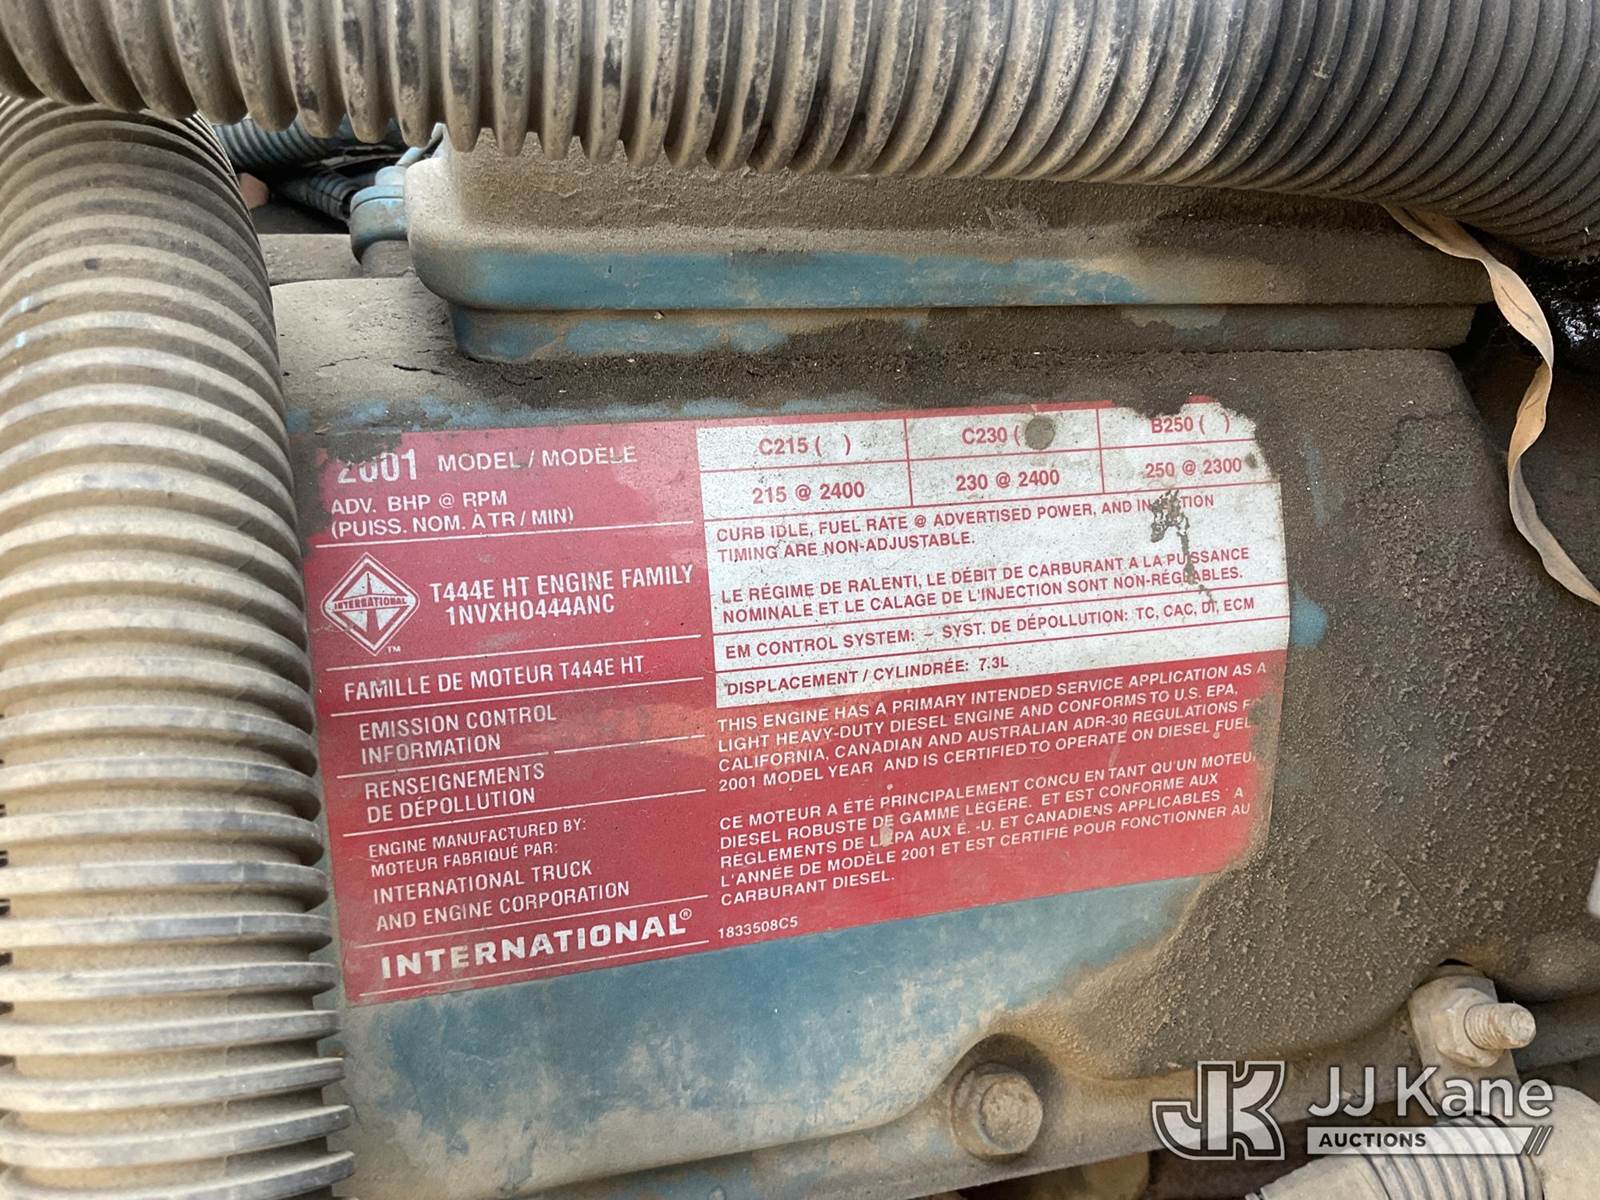 2001 MODEL / MODÈLE
ADV. BHP @ RPM
(PUISS. NOM. À TR / MIN)
C215 ( )
C230 (
B250 ( )
215 @ 2400
230 @ 2400
250 @ 2300
INTERNATIONAL
TM
T444E HT ENGINE FAMILY
1NVXHO444ANC
FAMILLE DE MOTEUR T444E HT
EMISSION CONTROL
INFORMATION
RENSEIGNEMENTS
DE DÉPOLLUTION
ENGINE MANUFACTURED BY:
MOTEUR FABRIQUÉ PAR:
INTERNATIONAL TRUCK
AND ENGINE CORPORATION
INTERNATIONAL®
CURB IDLE, FUEL RATE @ ADVERTISED POWER, AND INJECTION
TIMING ARE NON-ADJUSTABLE.
LE RÉGIME DE RALENTI, LE DÉBIT DE CARBURANT A LA PUISSANCE
NOMINALE ET LE CALAGE DE L'INJECTION SONT NON-RÉGLABLES.
EM CONTROL SYSTEM: – SYST. DE DÉPOLLUTION: TC, CAC, DI, ECM
DISPLACEMENT / CYLINDRÉE: 7.3L
THIS ENGINE HAS A PRIMARY INTENDED SERVICE APPLICATION AS A
LIGHT HEAVY-DUTY DIESEL ENGINE AND CONFORMS TO U.S. EPA,
CALIFORNIA, CANADIAN AND AUSTRALIAN ADR-30 REGULATIONS
2001 MODEL YEAR AND IS CERTIFIED TO OPERATE ON DIESEL FUEL
CE MOTEUR A ÉTÉ PRINCIPALEMENT CONCU EN TANT QU'UN MOTEU
DIESEL ROBUSTE DE GAMME LÉGÈRE. ET EST CONFORME AUX
RÉGLEMENTS DE L'EPA AUX É. -U. ET CANADIENS APPLICABLES A
L'ANNÉE DE MODÈLE 2001 ET EST CERTIFIÉ POUR FONCTIONNER AU
CARBURANT DIESEL.
1833508C5
JK JJ Kane
AUCTIONS